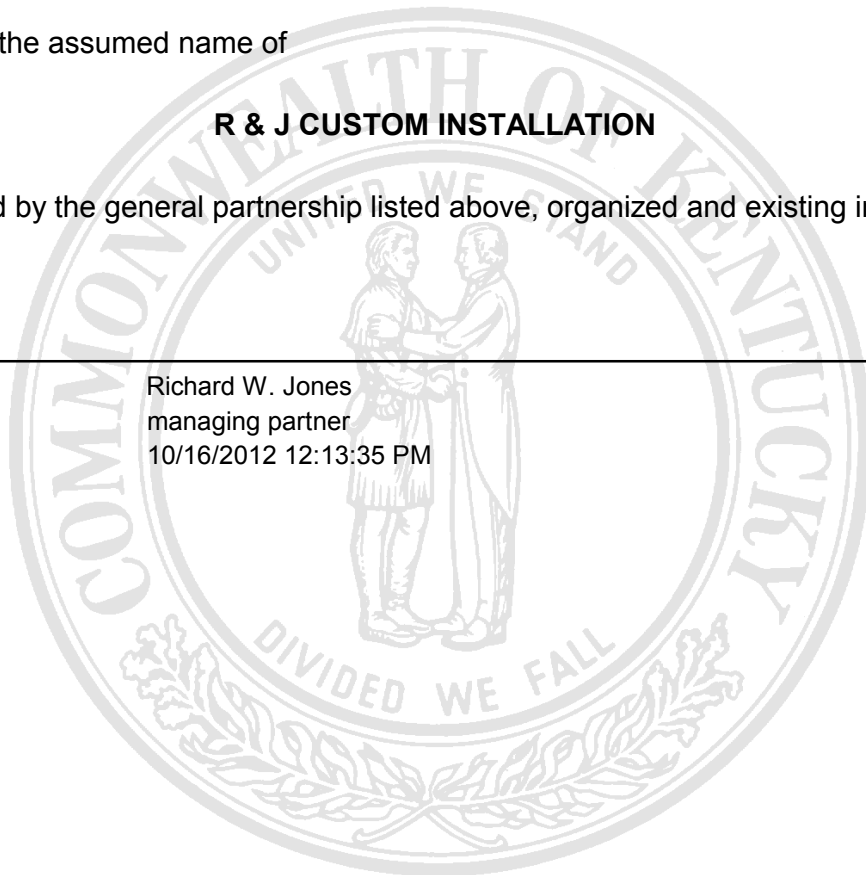 the assumed name of
R & J CUSTOM INSTALLATION
by the general partnership listed above, organized and existing
Richard W. Jones
managing partner
10/16/2012 12:13:35 PM
COMMONWEALTH OF KENTUCKY
UNITED WE STAND
DIVIDED WE FALL